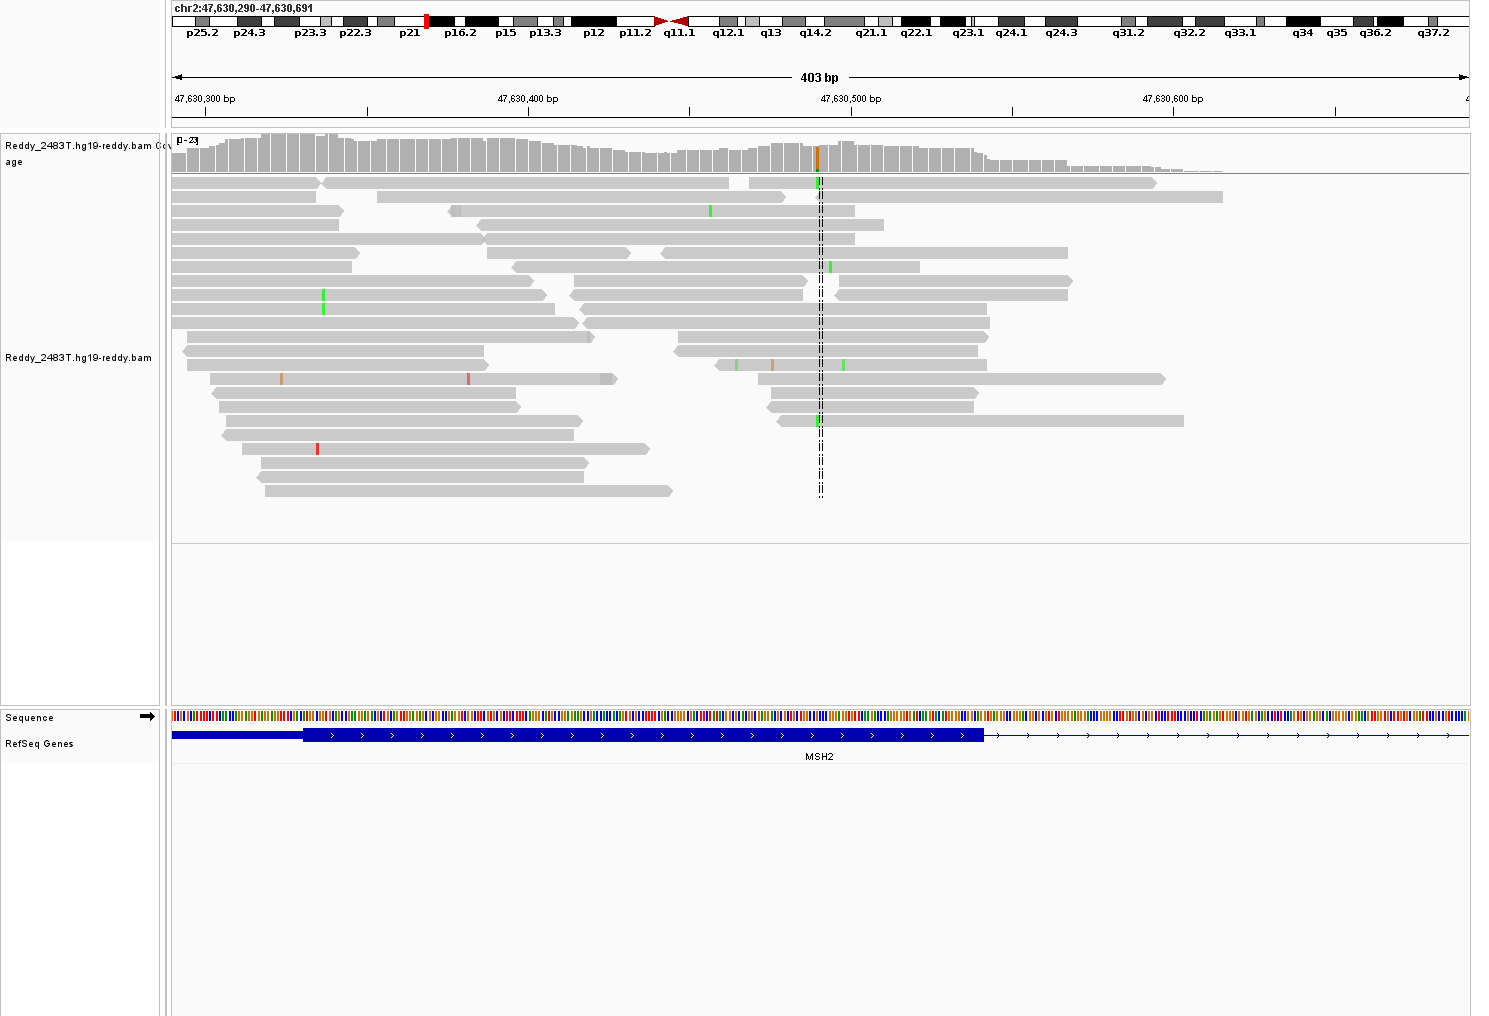 chr2:47,630,290-47,630,691
p25.2 p24.3 p23.3 p22.3 p21 p16.2 p15 p13.3 p12 p11.2 q11.1 q12.1 q13 q14.2 q21.1 q22.1 q23.1 q24.1 q24.3 q31.2 q32.2 q33.1 q34 q35 q36.2 q37.2
403 bp
47,630,300 bp 47,630,400 bp 47,630,500 bp 47,630,600 bp
Reddy_2483T.hg19-reddy.bam Cov
age
[0 - 23]
Reddy_2483T.hg19-reddy.bam
Sequence
RefSeq Genes
MSH2